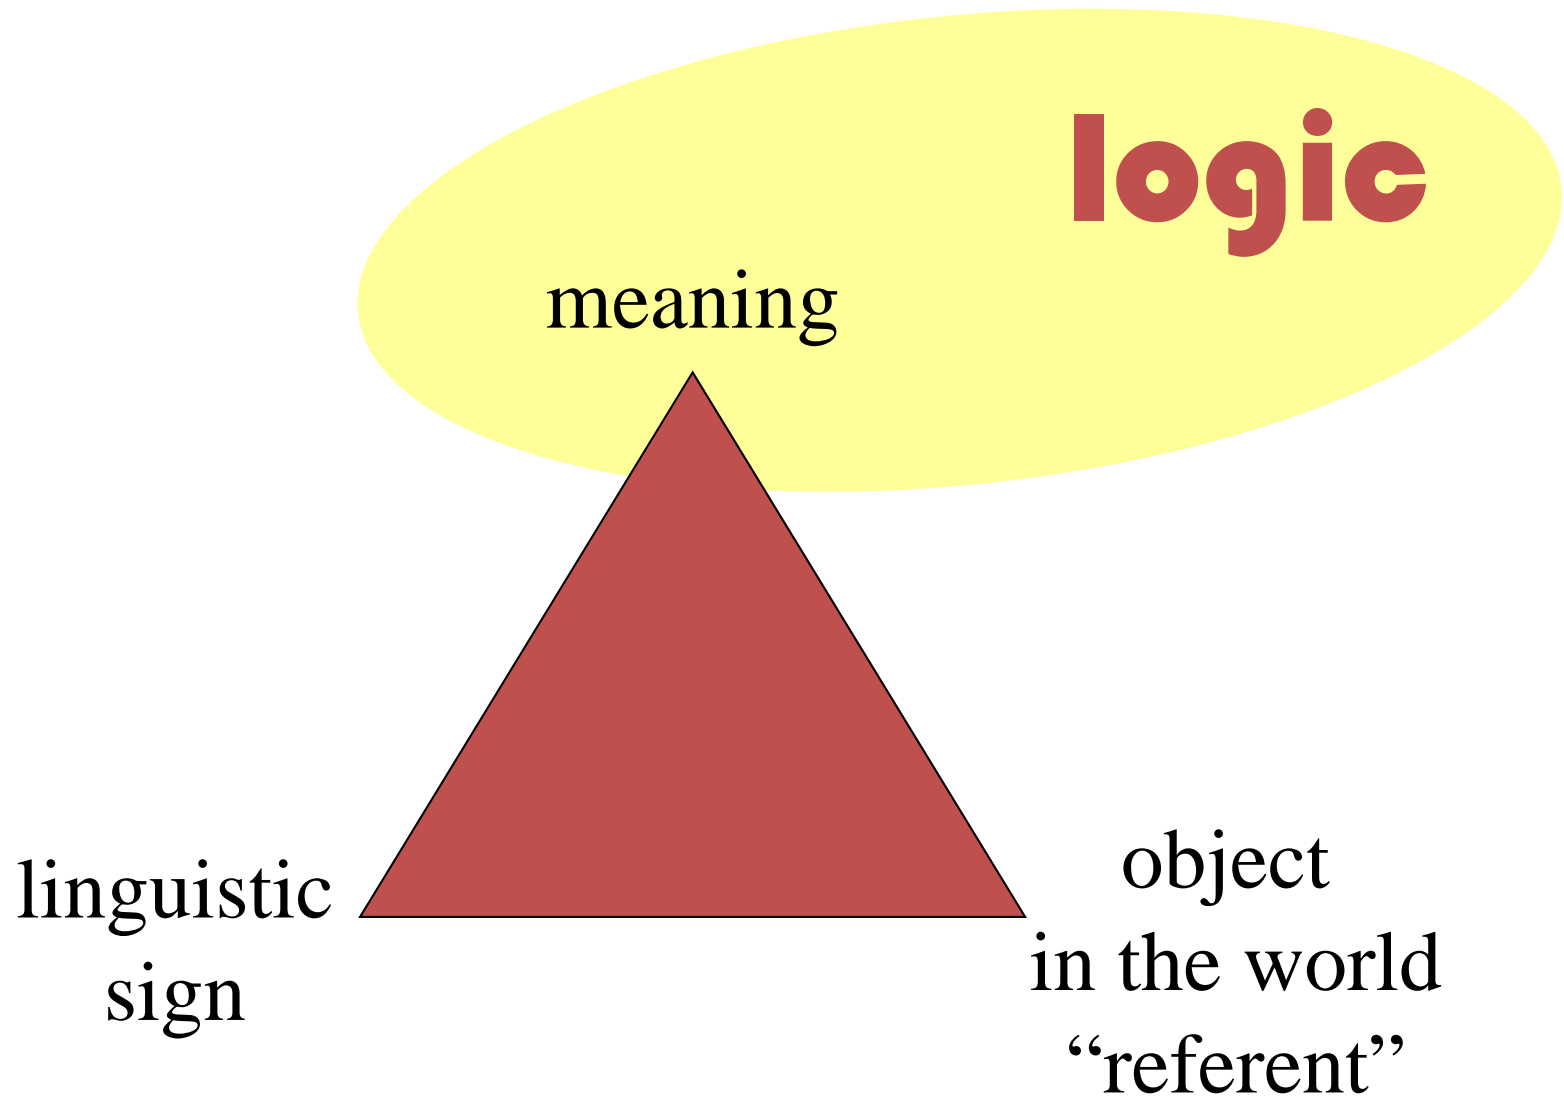 logic
meaning
linguistic
sign
object
in the world
“referent”